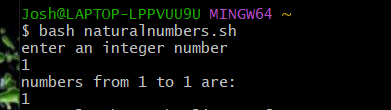 Josh@LAPTOP-LPPVUU9U MINGW64 ~
$ bash naturalnumbers.sh
enter an integer number
1
numbers from 1 to 1 are:
1